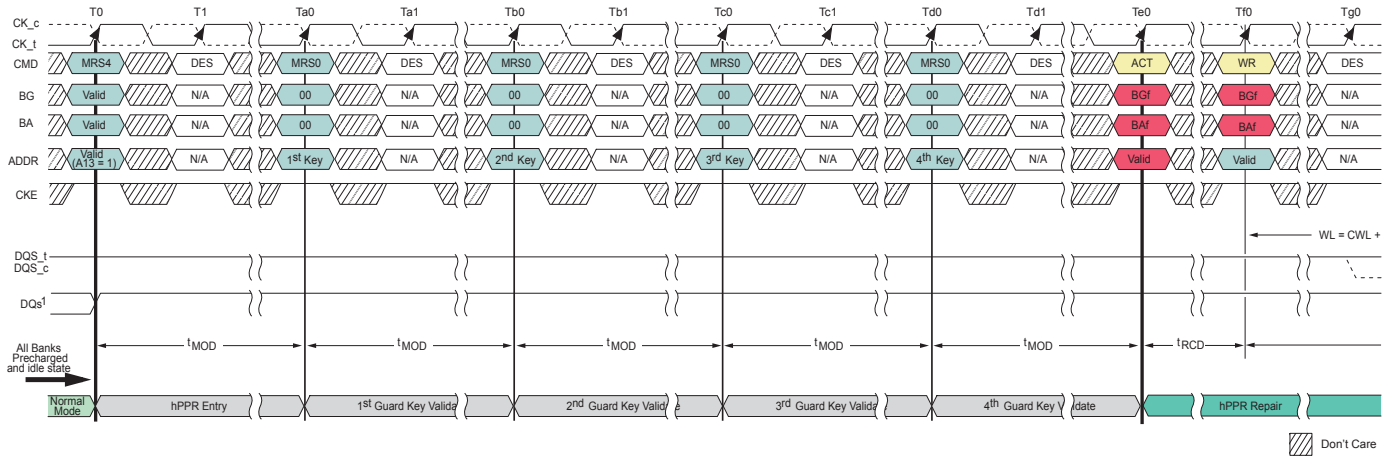 T0 T1 Ta0 Ta1 Tb0 Tb1 Tc0 Tc1 Td0 Td1 Te0 Tf0 Tg0
CK_c
CK_t
CMD MRS4 DES MRS0 DES MRS0 DES MRS0 DES MRS0 DES ACT WR DES
BG Valid N/A 00 N/A 00 N/A 00 N/A 00 N/A BGf BGf N/A
BA Valid N/A 00 N/A 00 N/A 00 N/A 00 N/A BAf BAf N/A
ADDR Valid (A13 = 1) N/A 1st Key N/A 2nd Key N/A 3rd Key N/A 4th Key N/A Valid Valid N/A
CKE
WL = CWL +
DQS_t
DQS_c
DQs1
All Banks
Precharged
and idle state
tMOD tMOD tMOD tMOD tMOD tRCD
Normal Mode hPPR Entry 1st Guard Key Valida 2nd Guard Key Valid e 3rd Guard Key Valida 4th Guard Key V idate hPPR Repair
Don't Care